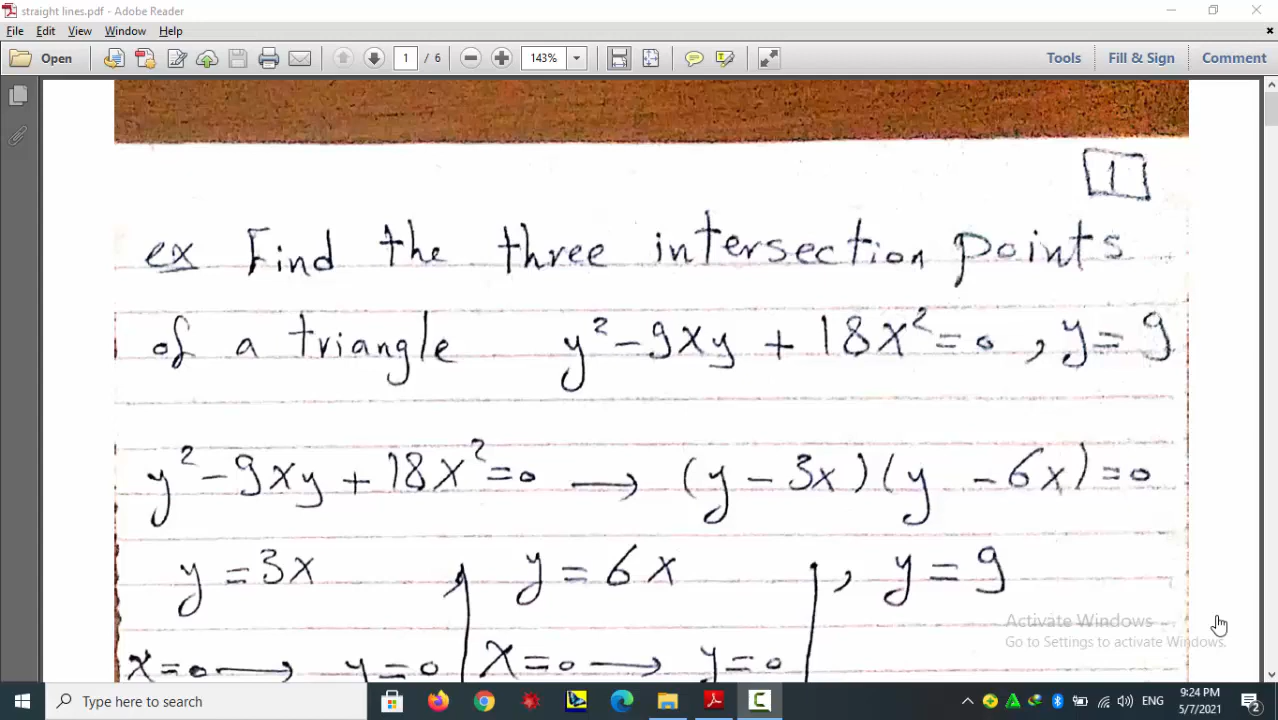 straight lines.pdf - Adobe Reader
File Edit View Window Help
Open 1 / 6 143% Tools Fill & Sign Comment
1
ex Find the three intersection points
of a triangle y² - 9xy + 18x² = 0 , y = 9
y² - 9xy + 18x² = 0 → (y - 3x)(y - 6x) = 0
y = 3x , y = 6x , y = 9
x = 0 → y = 0 x = 0 → y = 0
Activate Windows
Go to Settings to activate Windows.
Type here to search ENG 9:24 PM
5/7/2021 2